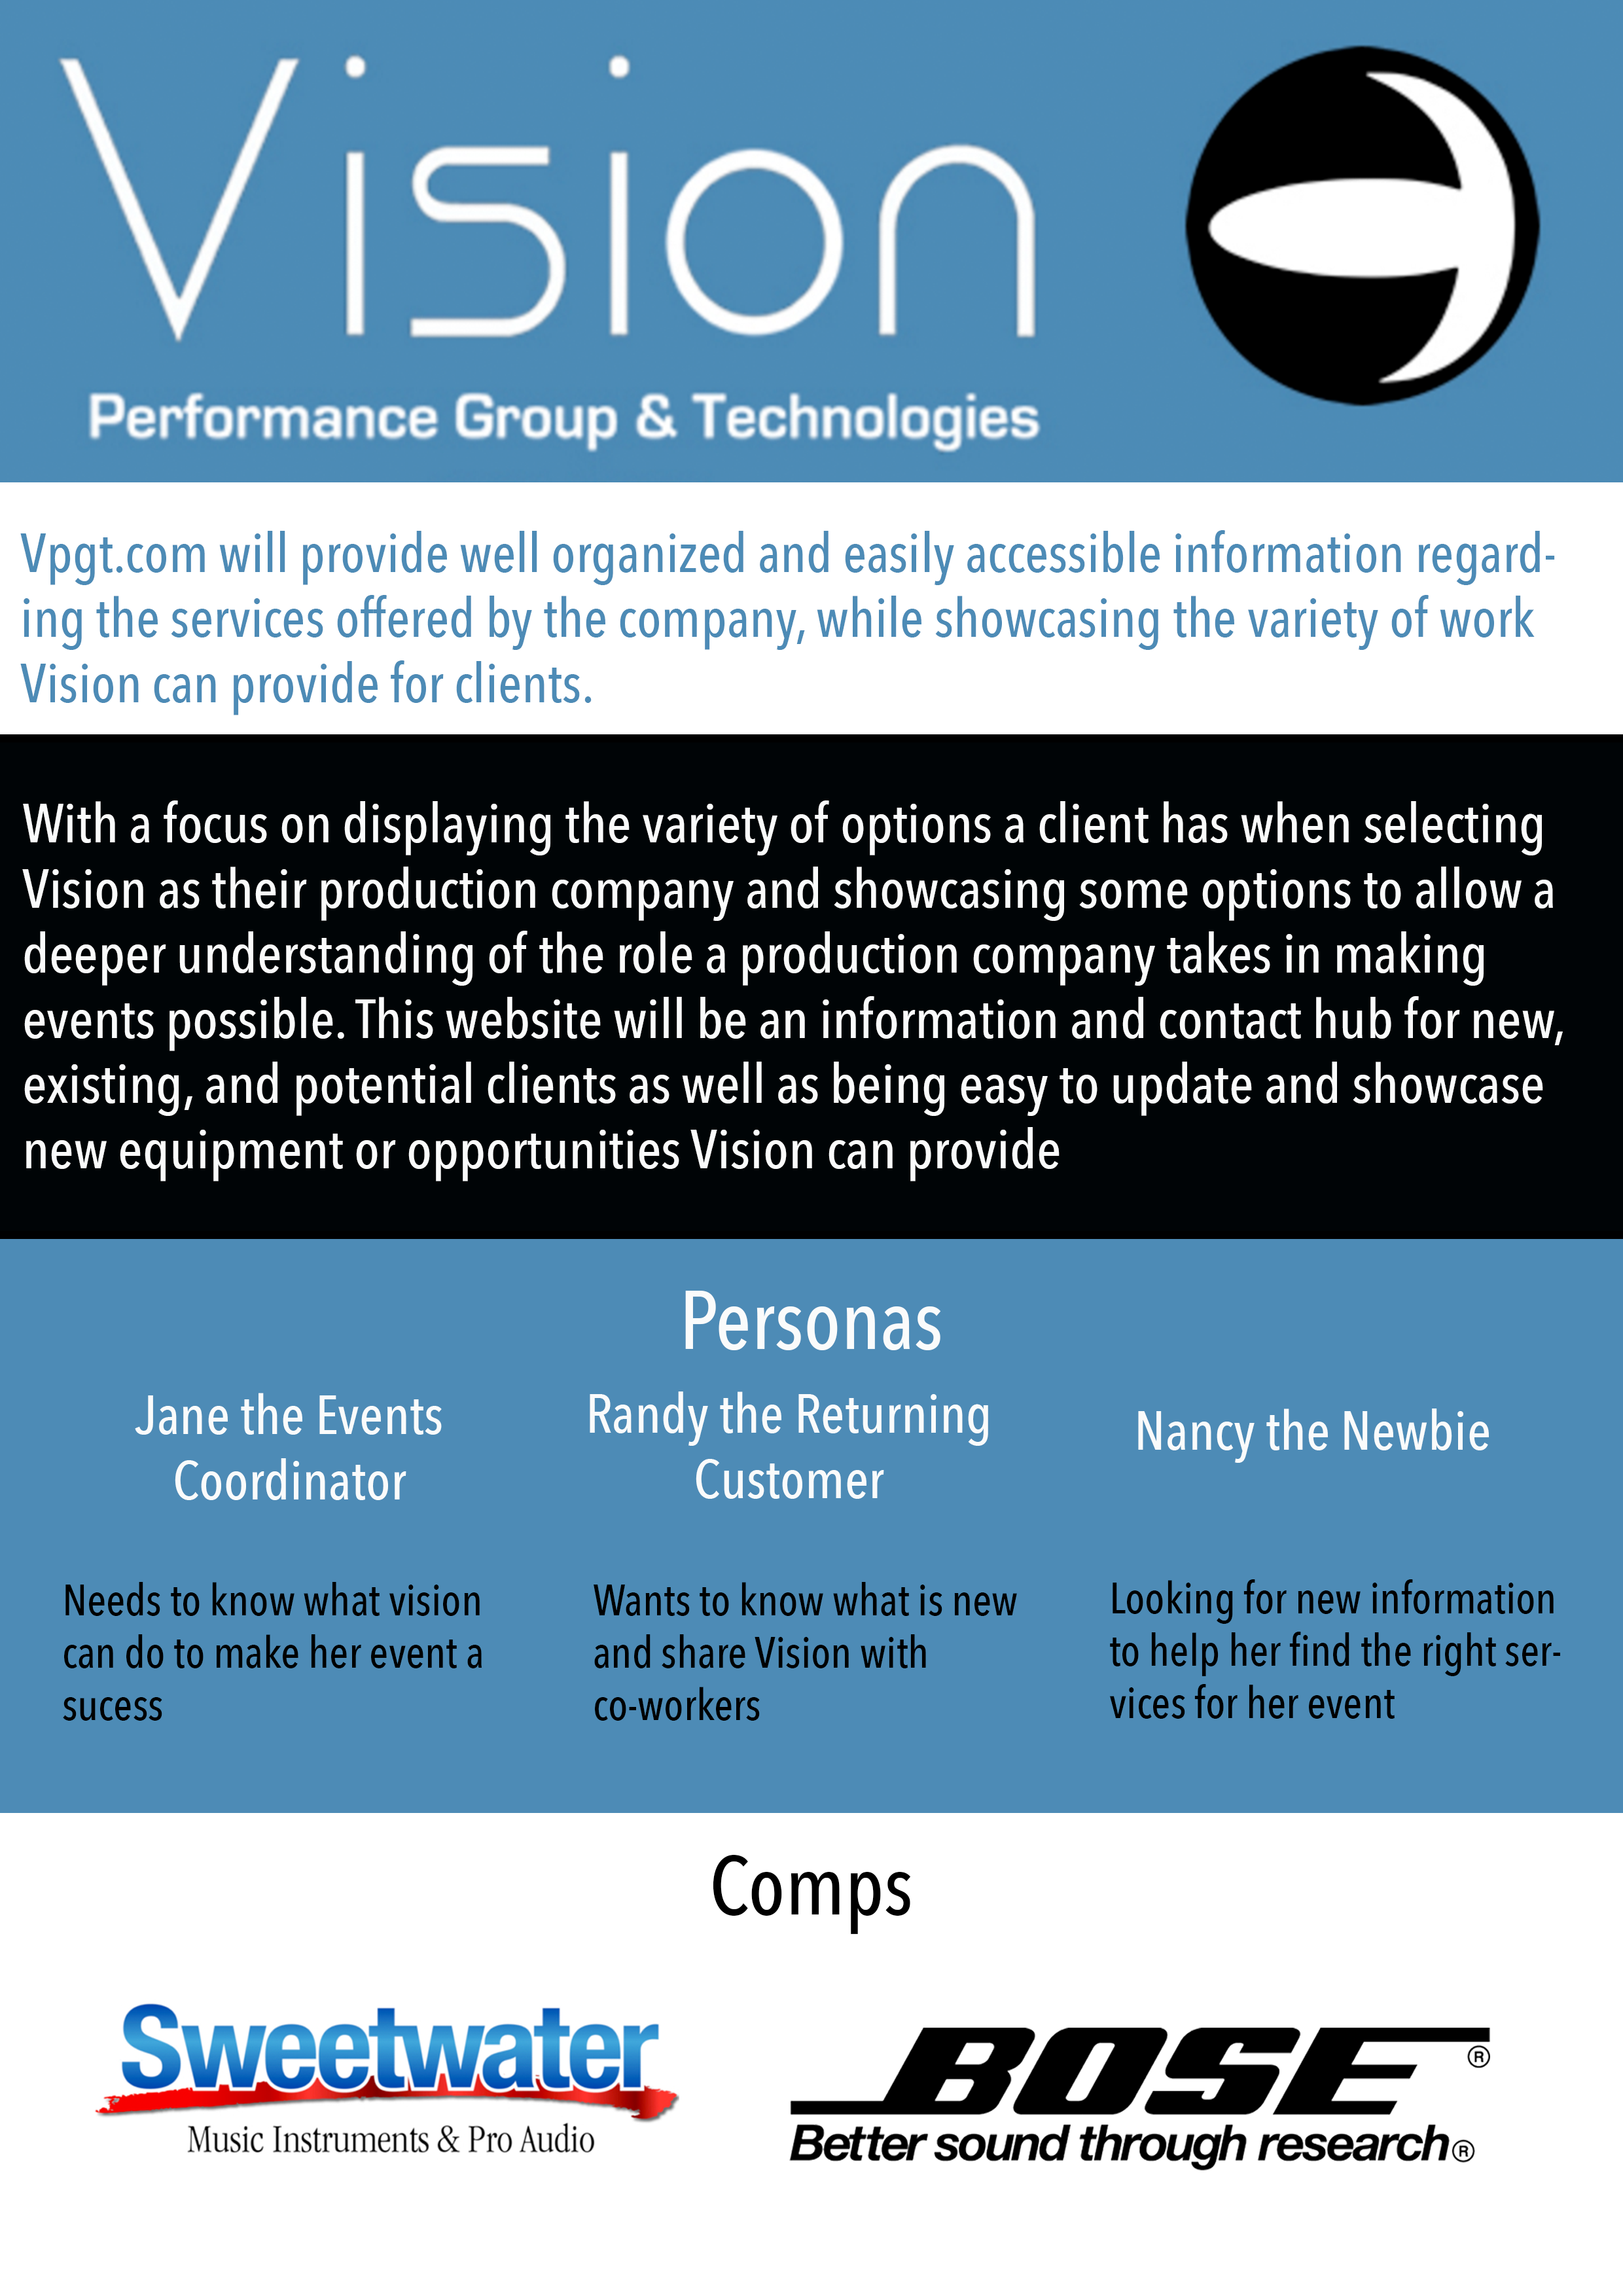 Vision
Performance Group & Technologies
Vpgt.com will provide well organized and easily accessible information regard-
ing the services offered by the company, while showcasing the variety of work
Vision can provide for clients.
With a focus on displaying the variety of options a client has when selecting
Vision as their production company and showcasing some options to allow a
deeper understanding of the role a production company takes in making
events possible. This website will be an information and contact hub for new,
existing, and potential clients as well as being easy to update and showcase
new equipment or opportunities Vision can provide
Personas
Jane the Events
Coordinator
Needs to know what vision
can do to make her event a
sucess
Randy the Returning
Customer
Wants to know what is new
and share Vision with
co-workers
Nancy the Newbie
Looking for new information
to help her find the right ser-
vices for her event
Comps
Sweetwater
Music Instruments & Pro Audio
BOSE®
Better sound through research®